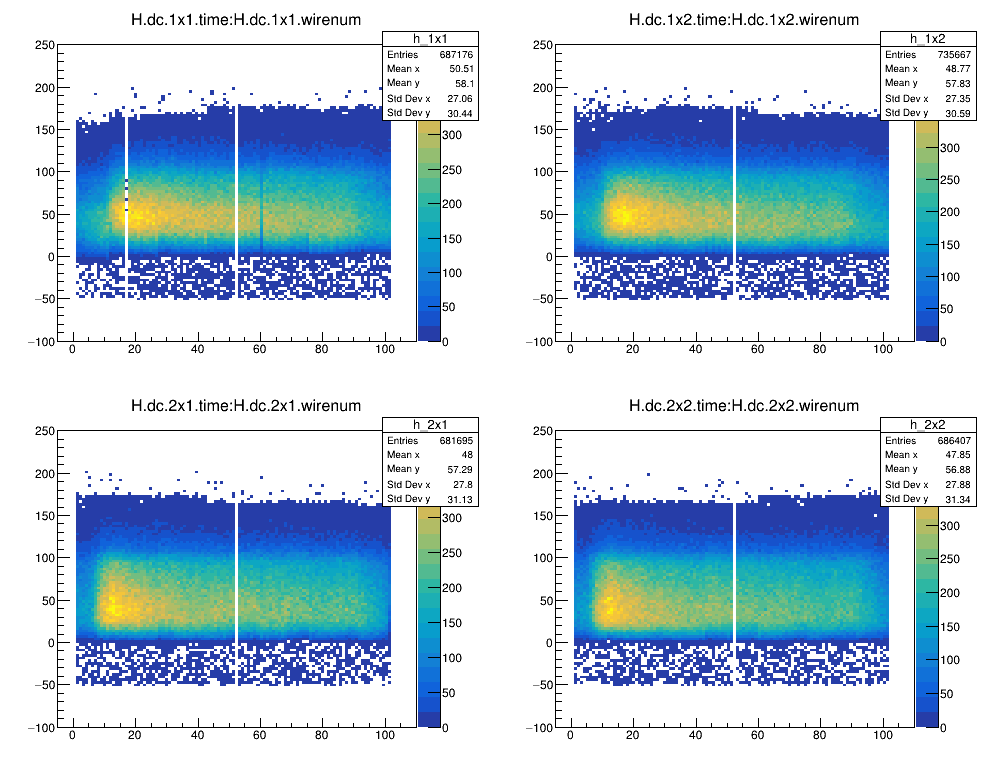 H.dc.1x1.time:H.dc.1x1.wirenum
h_1x1
Entries 687176
Mean x 50.51
Mean y 58.1
Std Dev x 27.06
Std Dev y 30.44
250
200
150
100
50
0
−50
−100
0 20 40 60 80 100
300
250
200
150
100
50
0
H.dc.1x2.time:H.dc.1x2.wirenum
h_1x2
Entries 735667
Mean x 48.77
Mean y 57.83
Std Dev x 27.35
Std Dev y 30.59
250
200
150
100
50
0
−50
−100
0 20 40 60 80 100
300
250
200
150
100
50
0
H.dc.2x1.time:H.dc.2x1.wirenum
h_2x1
Entries 681695
Mean x 48
Mean y 57.29
Std Dev x 27.8
Std Dev y 31.13
250
200
150
100
50
0
−50
−100
0 20 40 60 80 100
300
250
200
150
100
50
0
H.dc.2x2.time:H.dc.2x2.wirenum
h_2x2
Entries 686407
Mean x 47.85
Mean y 56.88
Std Dev x 27.88
Std Dev y 31.34
250
200
150
100
50
0
−50
−100
0 20 40 60 80 100
300
250
200
150
100
50
0